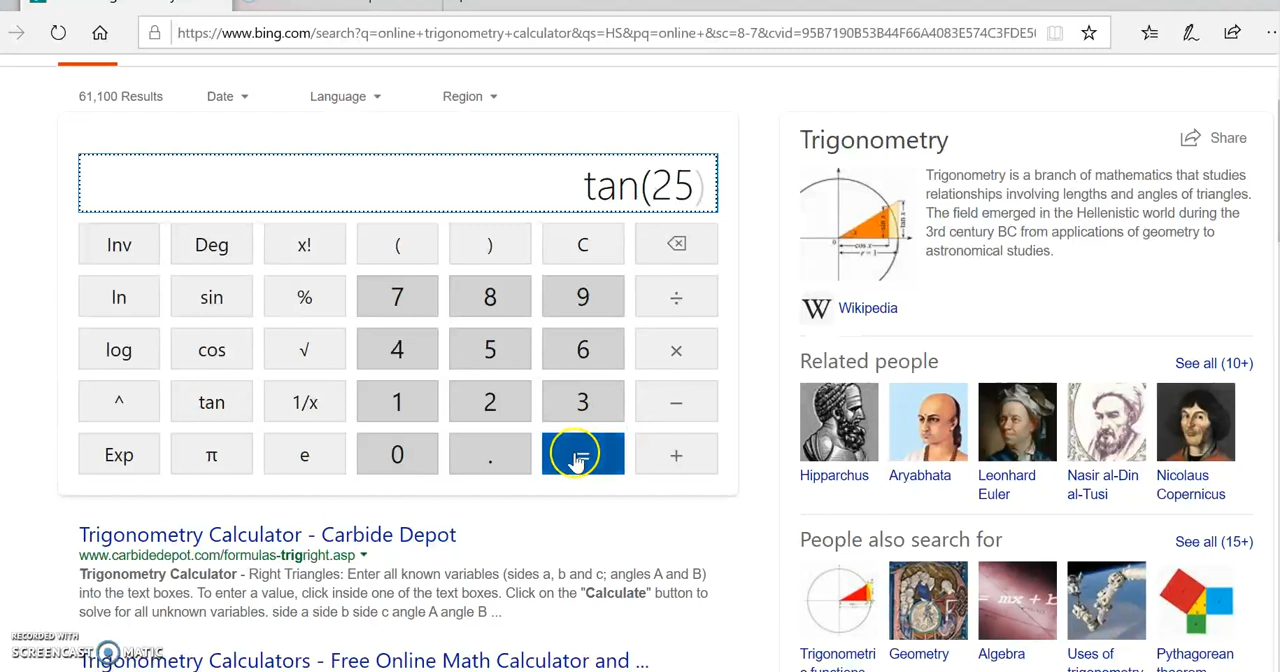 https://www.bing.com/search?q=online+trigonometry+calculator&qs=HS&pq=online+&sc=8-7&cvid=95B7190B53B44F66A4083E574C3FDE5
61,100 Results Date Language Region
tan(25)
Inv Deg x! ( ) C
ln sin % 7 8 9 ÷
log cos √ 4 5 6 ×
^ tan 1/x 1 2 3 −
Exp π e 0 . = +
Trigonometry Calculator - Carbide Depot
www.carbidedepot.com/formulas-trigright.asp
Trigonometry Calculator - Right Triangles: Enter all known variables (sides a, b and c; angles A and B)
into the text boxes. To enter a value, click inside one of the text boxes. Click on the "Calculate" button to
solve for all unknown variables. side a side b side c angle A angle B ...
Trigonometry Calculators - Free Online Math Calculator and ...
RECORDED WITH
SCREENCAST MATIC
Trigonometry
Share
Trigonometry is a branch of mathematics that studies
relationships involving lengths and angles of triangles.
The field emerged in the Hellenistic world during the
3rd century BC from applications of geometry to
astronomical studies.
W Wikipedia
Related people See all (10+)
Hipparchus Aryabhata Leonhard Nasir al-Din Nicolaus
Euler al-Tusi Copernicus
People also search for See all (15+)
Trigonometri Geometry Algebra Uses of Pythagorean